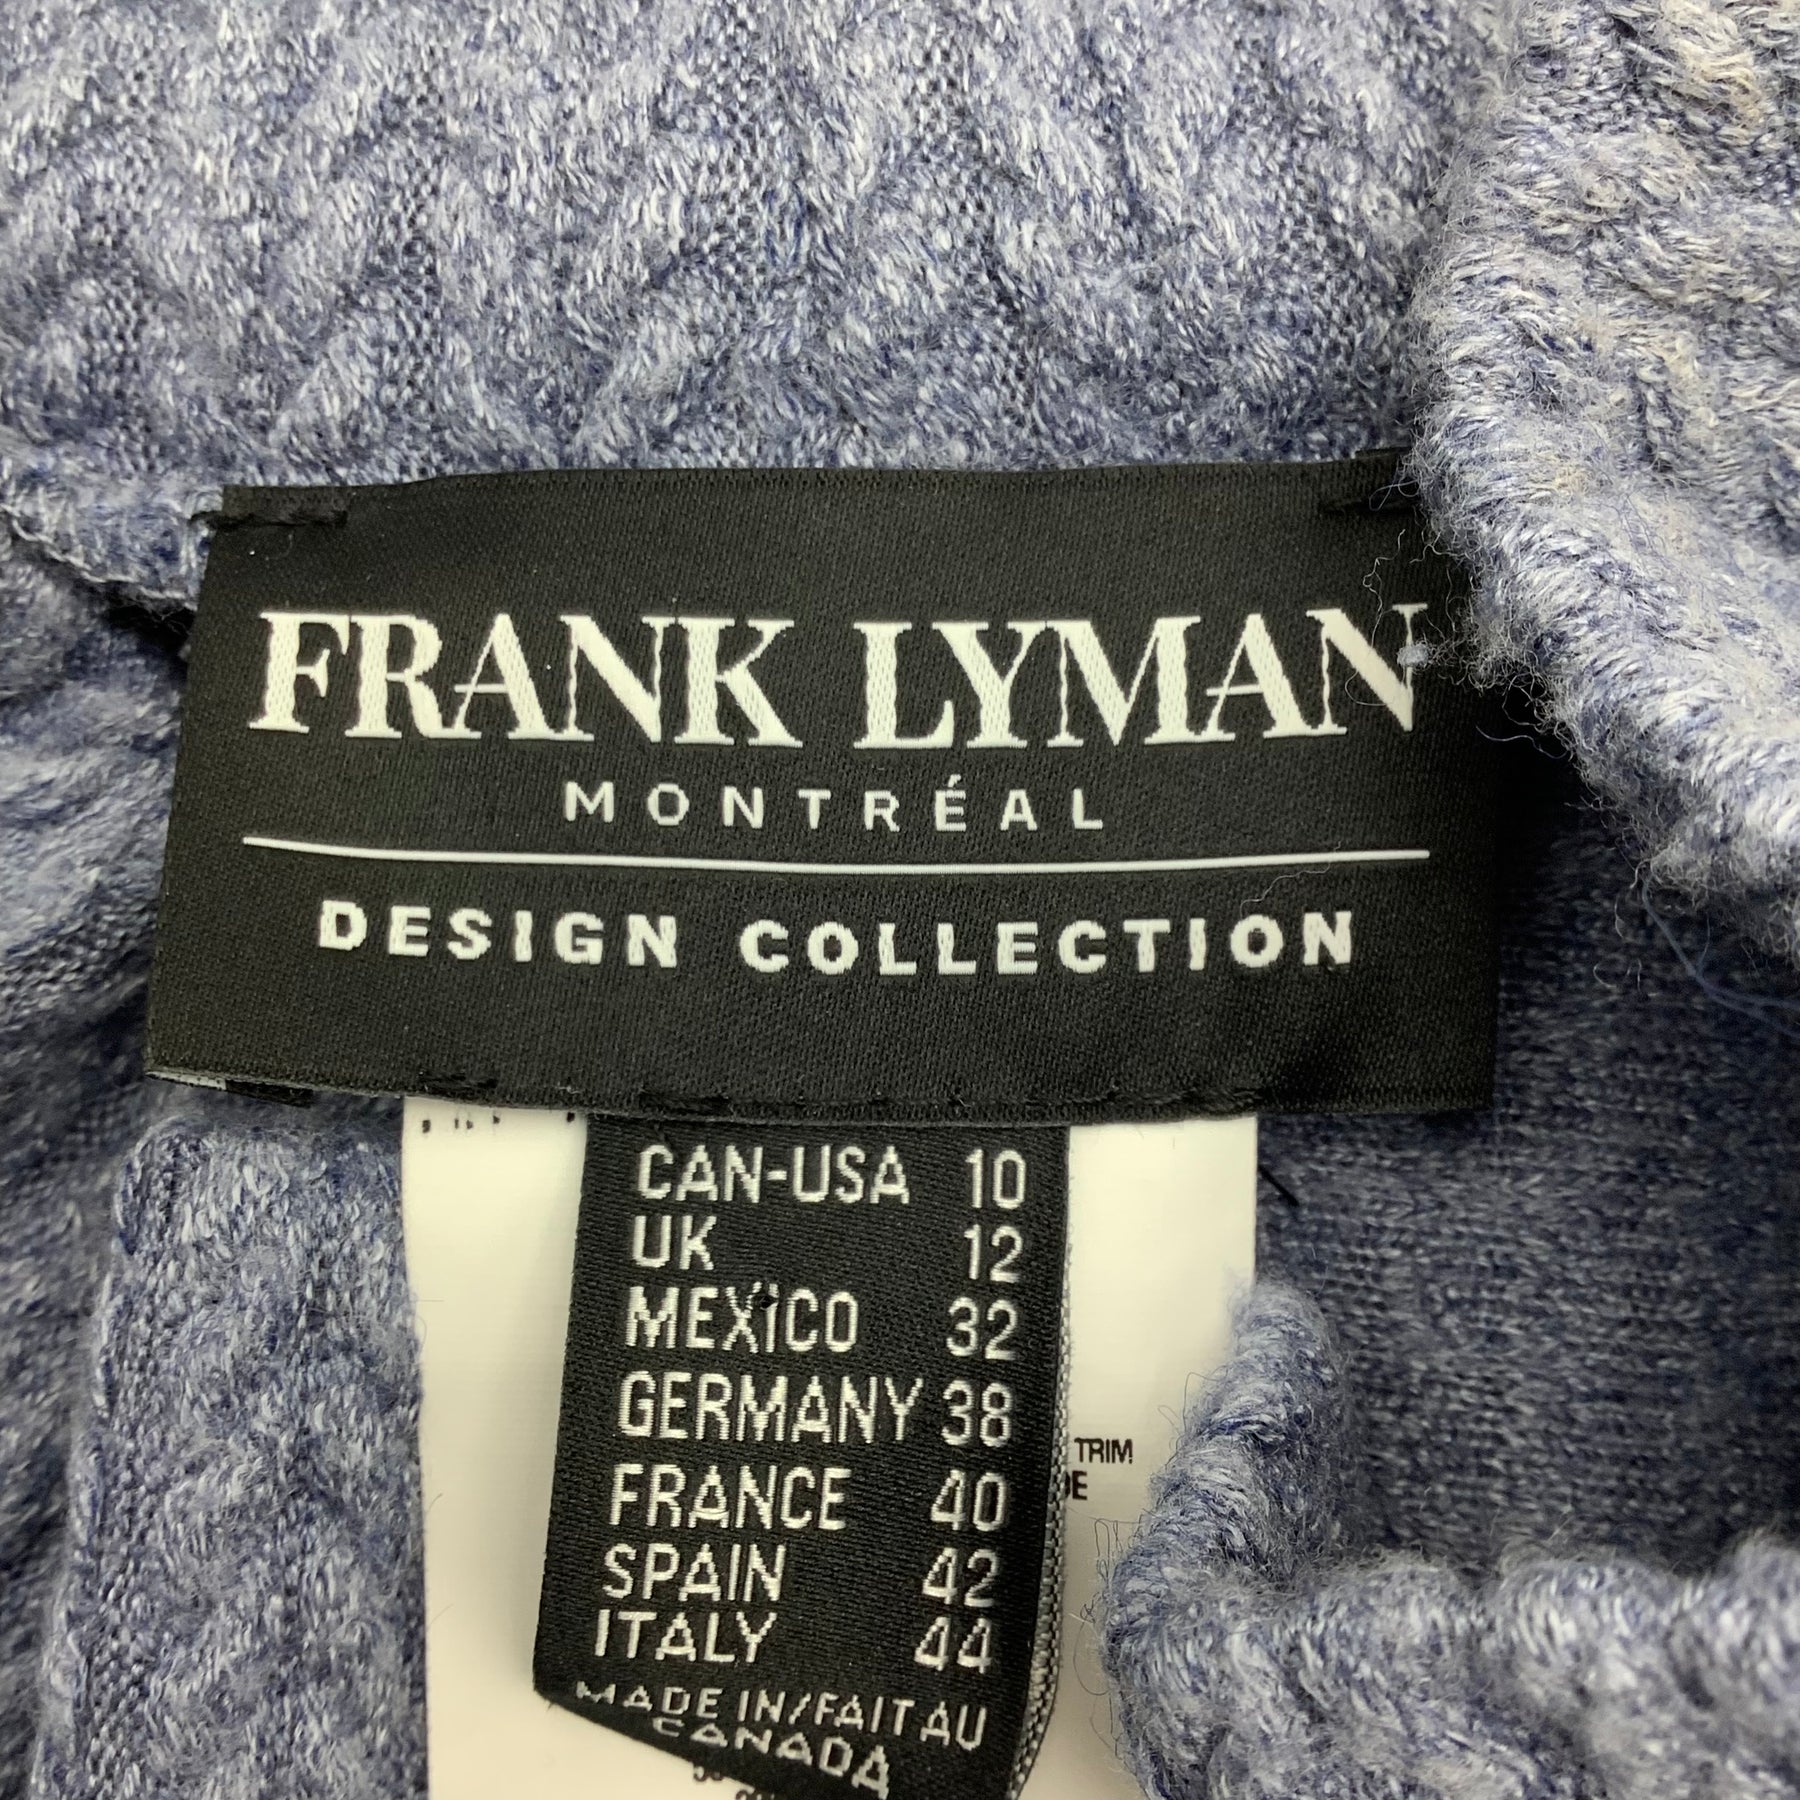 FRANK LYMAN
MONTRÉAL
DESIGN COLLECTION
CAN-USA 10
UK 12
MEXICO 32
GERMANY 38
FRANCE 40
SPAIN 42
ITALY 44
MADE IN/FAIT AU
CANADA
TRIM